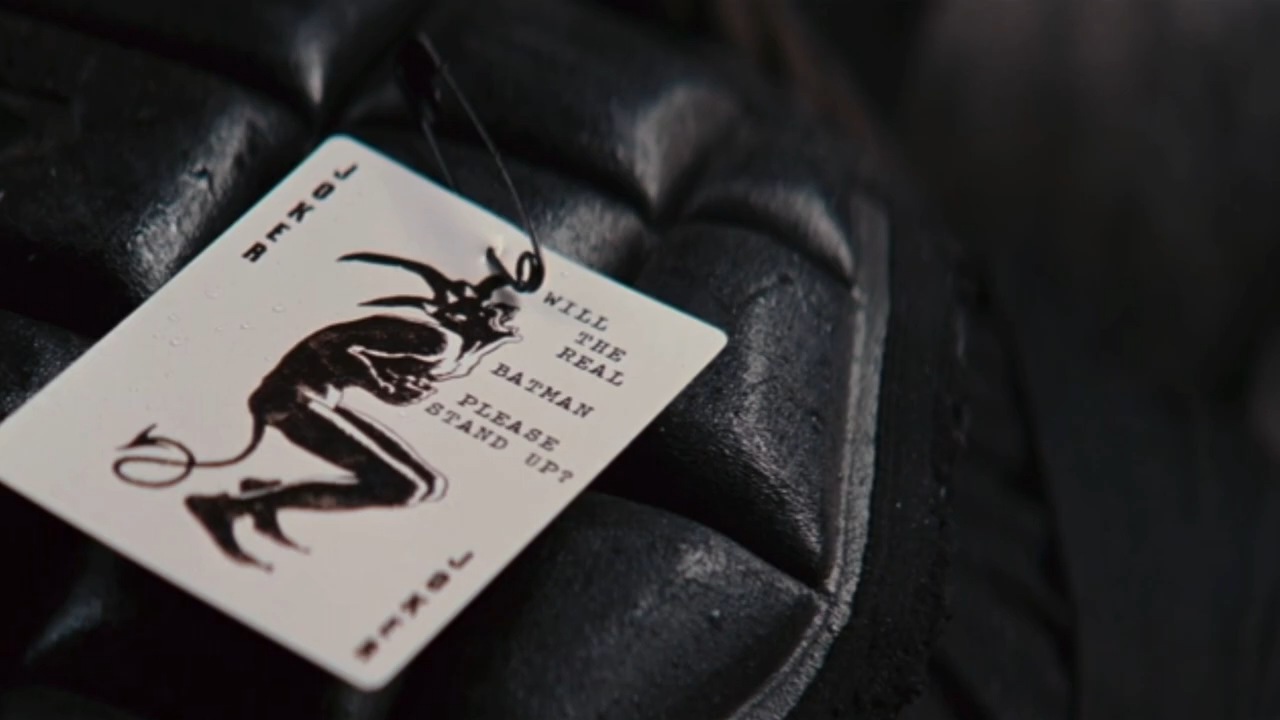 JOKER
WILL
THE
REAL
BATMAN
PLEASE
STAND UP?
JOKER